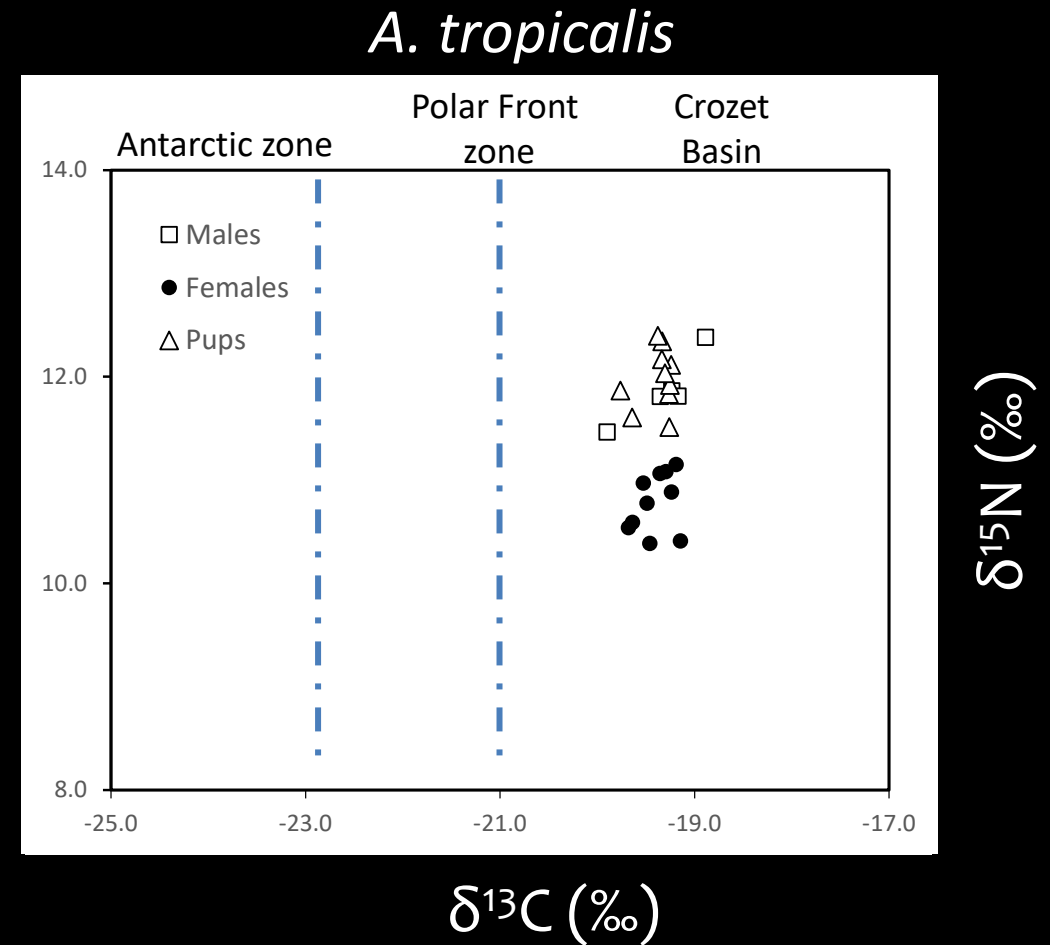 A. tropicalis
Polar Front
zone
Crozet
Basin
Antarctic zone
14.0
Males
Females
Pups
12.0
10.0
8.0
-25.0 -23.0 -21.0 -19.0 -17.0
δ¹³C (‰)
δ¹⁵N (‰)